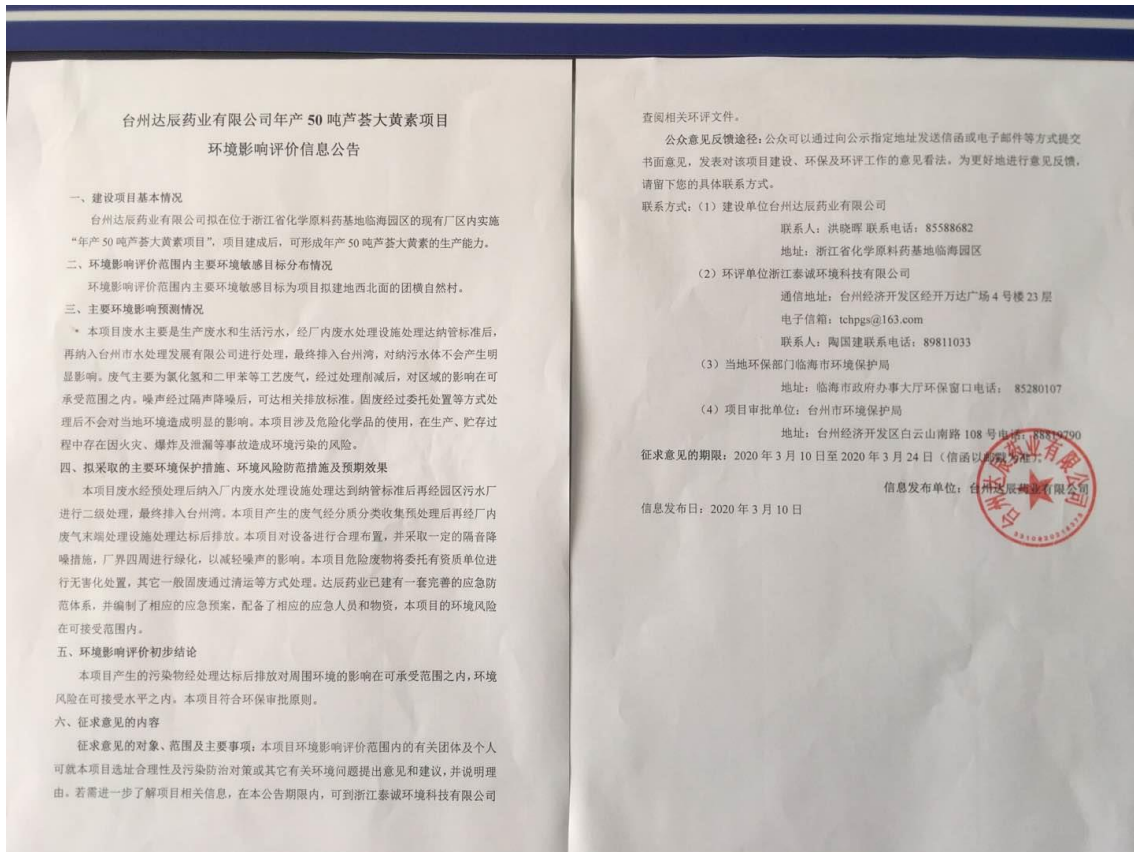 台州达辰药业有限公司年产 50 吨芦荟大黄素项目
环境影响评价信息公告
一、建设项目基本情况
台州达辰药业有限公司拟在位于浙江省化学原料药基地临海园区的现有厂区内实施
“年产 50 吨芦荟大黄素项目”，项目建成后，可形成年产 50 吨芦荟大黄素的生产能力。
二、环境影响评价范围内主要环境敏感目标分布情况
环境影响评价范围内主要环境敏感目标为项目拟建地西北面的团横自然村。
三、主要环境影响预测情况
本项目废水主要是生产废水和生活污水，经厂内废水处理设施处理达纳管标准后，
再纳入台州市水处理发展有限公司进行处理，最终排入台州湾，对纳污水体不会产生明
显影响。废气主要为氯化氢和二甲苯等工艺废气，经过处理削减后，对区域的影响在可
承受范围之内。噪声经过隔声降噪后，可达相关排放标准。固废经过委托处置等方式处
理后不会对当地环境造成明显的影响。本项目涉及危险化学品的使用，在生产、贮存过
程中存在因火灾、爆炸及泄漏等事故造成环境污染的风险。
四、拟采取的主要环境保护措施、环境风险防范措施及预期效果
本项目废水经预处理后纳入厂内废水处理设施处理达到纳管标准后再经园区污水厂
进行二级处理，最终排入台州湾。本项目产生的废气经分质分类收集预处理后再经厂内
废气末端处理设施处理达标后排放。本项目对设备进行合理布置，并采取一定的隔音降
噪措施，厂界四周进行绿化，以减轻噪声的影响。本项目危险废物将委托有资质单位进
行无害化处置，其它一般固废通过清运等方式处理。达辰药业已建有一套完善的应急防
范体系，并编制了相应的应急预案，配备了相应的应急人员和物资，本项目的环境风险
在可接受范围内。
五、环境影响评价初步结论
本项目产生的污染物经处理达标后排放对周围环境的影响在可承受范围之内，环境
风险在可接受水平之内。本项目符合环保审批原则。
六、征求意见的内容
征求意见的对象、范围及主要事项：本项目环境影响评价范围内的有关团体及个人
可就本项目选址合理性及污染防治对策或其它有关环境问题提出意见和建议，并说明理
由。若需进一步了解项目相关信息，在本公告期限内，可到浙江泰诚环境科技有限公司
查阅相关环评文件。
公众意见反馈途径：公众可以通过向公示指定地址发送信函或电子邮件等方式提交
书面意见，发表对该项目建设、环保及环评工作的意见看法。为更好地进行意见反馈，
请留下您的具体联系方式。
联系方式：（1）建设单位台州达辰药业有限公司
联系人：洪晓晖 联系电话：85588682
地址：浙江省化学原料药基地临海园区
（2）环评单位浙江泰诚环境科技有限公司
通信地址：台州经济开发区经开万达广场 4 号楼 23 层
电子信箱：tchpgs@163.com
联系人：陶国建联系电话：89811033
（3）当地环保部门临海市环境保护局
地址：临海市政府办事大厅环保窗口电话： 85280107
（4）项目审批单位：台州市环境保护局
地址：台州经济开发区白云山南路 108 号电话：88819790
征求意见的期限：2020 年 3 月 10 日至 2020 年 3 月 24 日（信函以邮戳为准）。
信息发布单位：台州达辰药业有限公司
信息发布日：2020 年 3 月 10 日
台州达辰药业有限公司